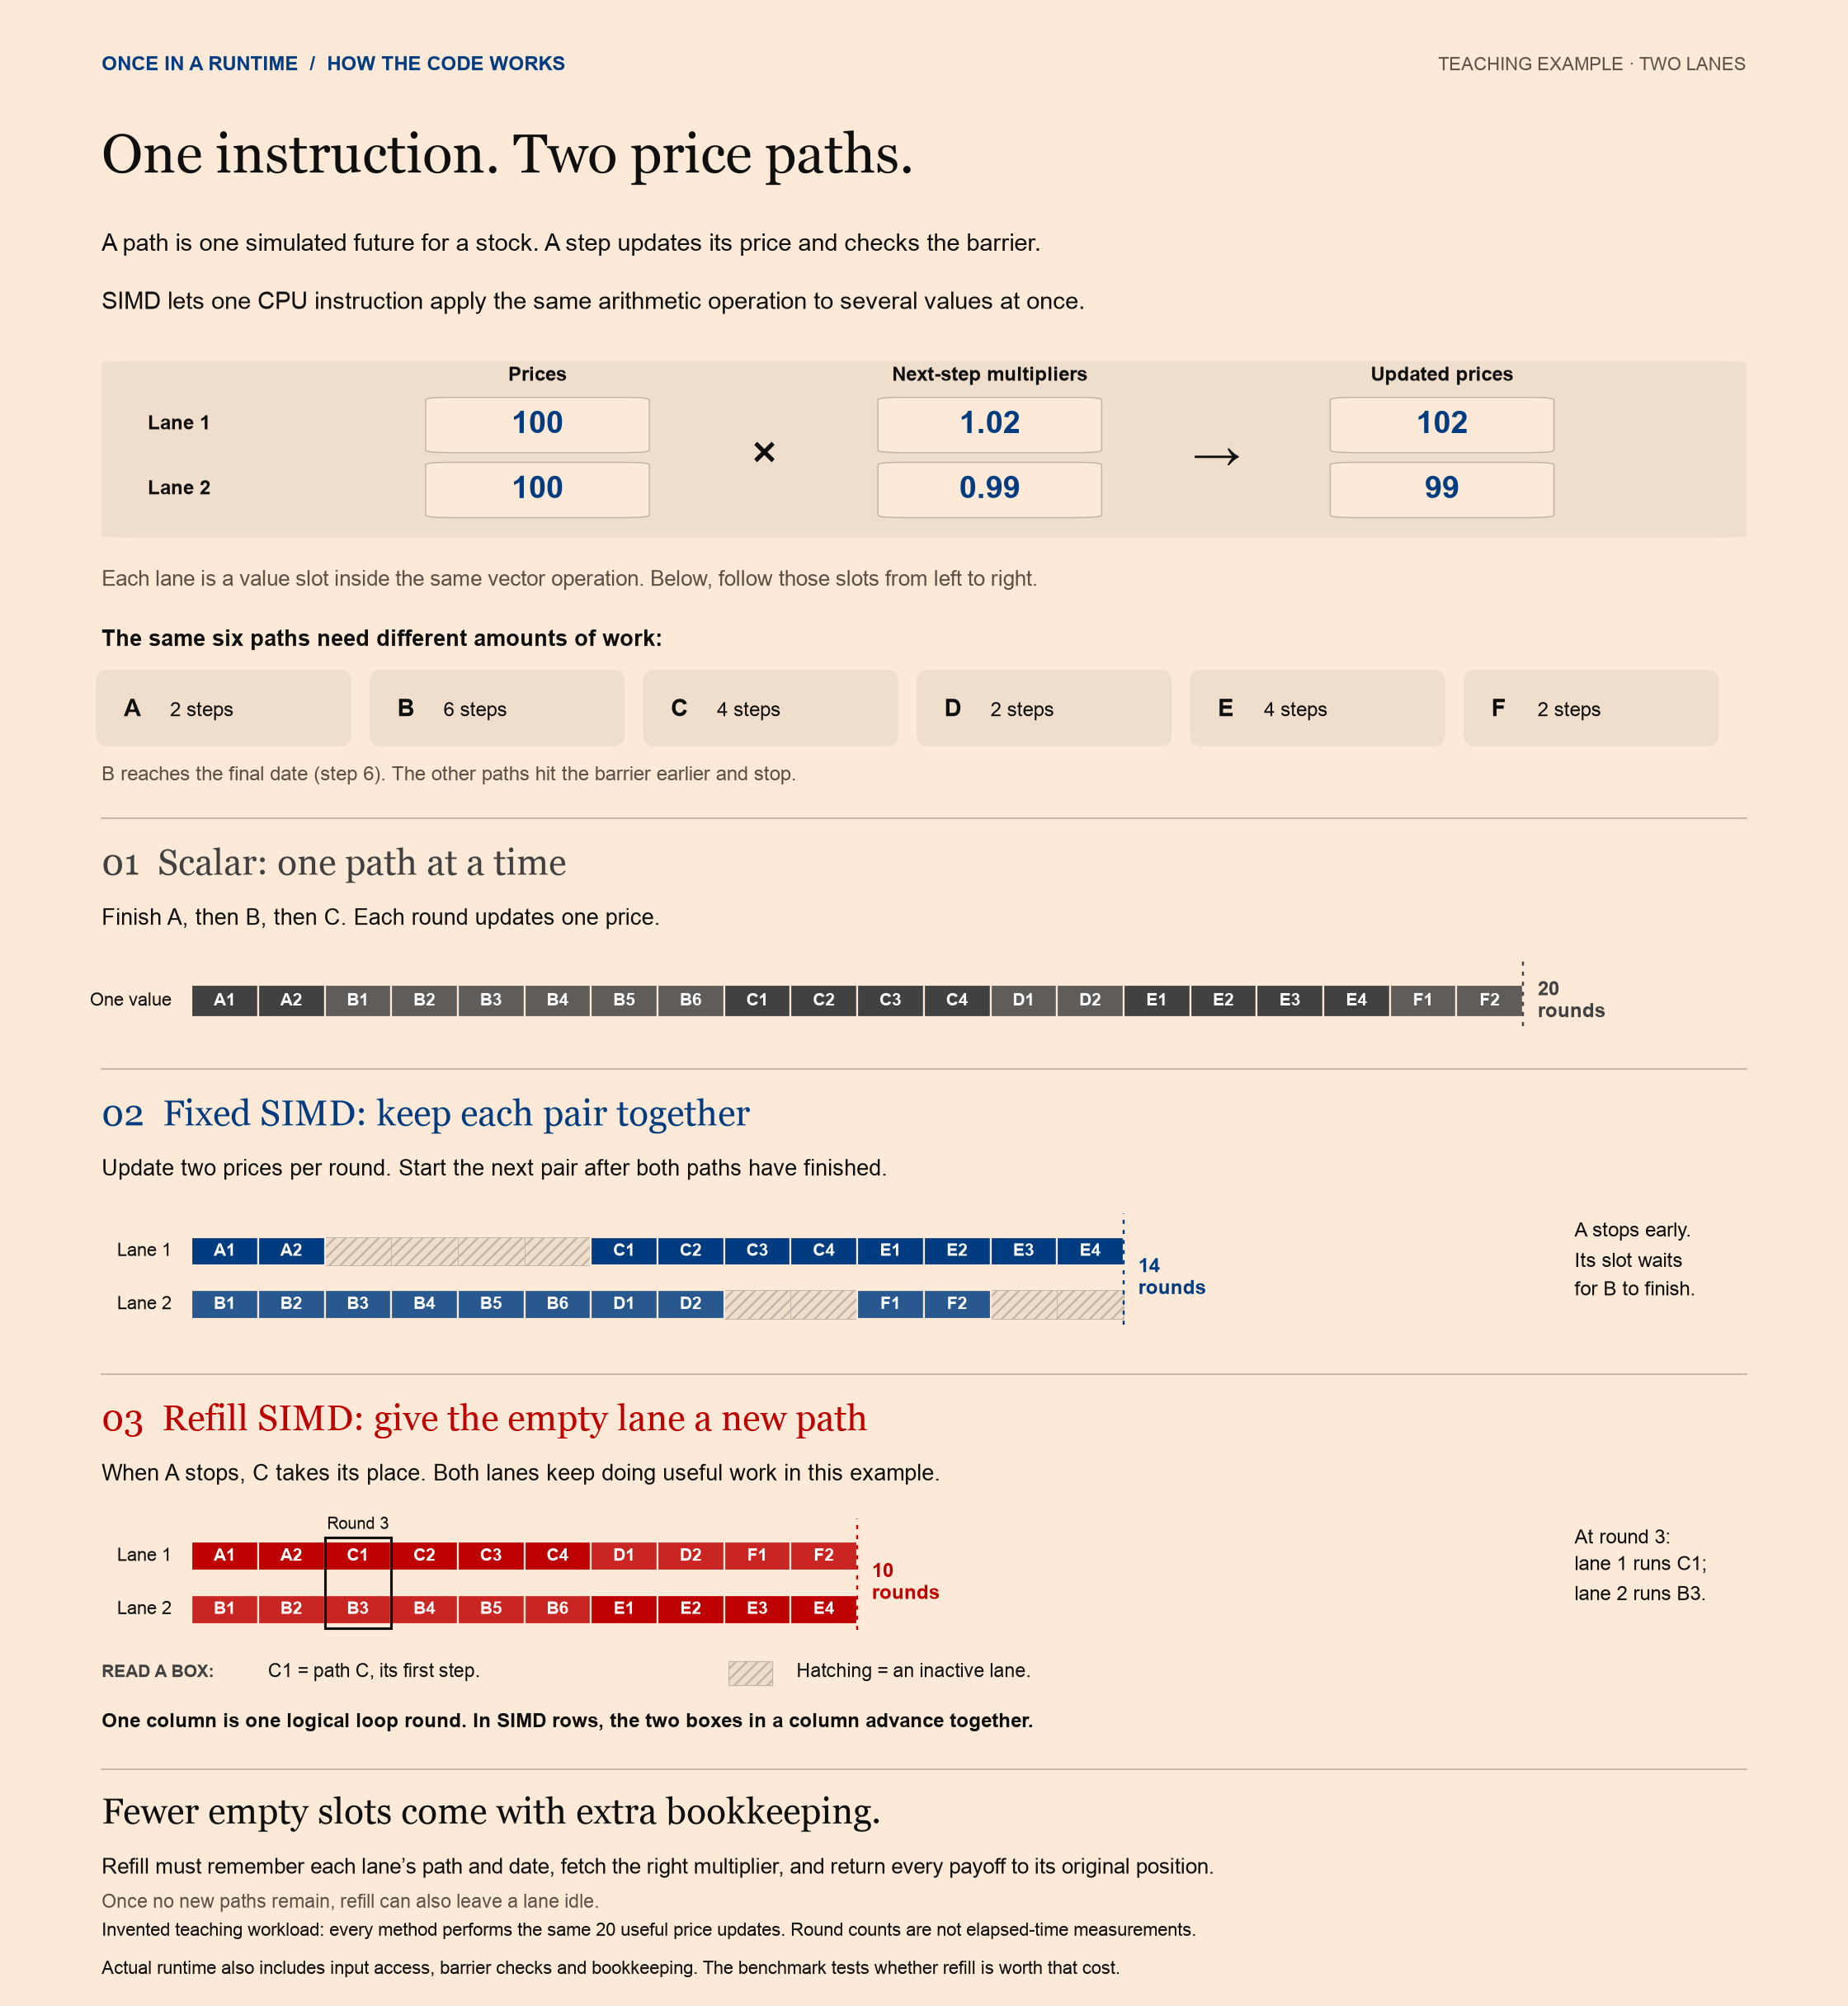 ONCE IN A RUNTIME / HOW THE CODE WORKS
TEACHING EXAMPLE · TWO LANES
One instruction. Two price paths.
A path is one simulated future for a stock. A step updates its price and checks the barrier.
SIMD lets one CPU instruction apply the same arithmetic operation to several values at once.
Prices Next-step multipliers Updated prices
Lane 1 100 1.02 102
× →
Lane 2 100 0.99 99
Each lane is a value slot inside the same vector operation. Below, follow those slots from left to right.
The same six paths need different amounts of work:
A 2 steps B 6 steps C 4 steps D 2 steps E 4 steps F 2 steps
B reaches the final date (step 6). The other paths hit the barrier earlier and stop.
01 Scalar: one path at a time
Finish A, then B, then C. Each round updates one price.
One value A1 A2 B1 B2 B3 B4 B5 B6 C1 C2 C3 C4 D1 D2 E1 E2 E3 E4 F1 F2
20
rounds
02 Fixed SIMD: keep each pair together
Update two prices per round. Start the next pair after both paths have finished.
Lane 1 A1 A2 C1 C2 C3 C4 E1 E2 E3 E4
Lane 2 B1 B2 B3 B4 B5 B6 D1 D2 F1 F2
14
rounds
A stops early.
Its slot waits
for B to finish.
03 Refill SIMD: give the empty lane a new path
When A stops, C takes its place. Both lanes keep doing useful work in this example.
Round 3
Lane 1 A1 A2 C1 C2 C3 C4 D1 D2 F1 F2
Lane 2 B1 B2 B3 B4 B5 B6 E1 E2 E3 E4
10
rounds
At round 3:
lane 1 runs C1;
lane 2 runs B3.
READ A BOX: C1 = path C, its first step. Hatching = an inactive lane.
One column is one logical loop round. In SIMD rows, the two boxes in a column advance together.
Fewer empty slots come with extra bookkeeping.
Refill must remember each lane’s path and date, fetch the right multiplier, and return every payoff to its original position.
Once no new paths remain, refill can also leave a lane idle.
Invented teaching workload: every method performs the same 20 useful price updates. Round counts are not elapsed-time measurements.
Actual runtime also includes input access, barrier checks and bookkeeping. The benchmark tests whether refill is worth that cost.